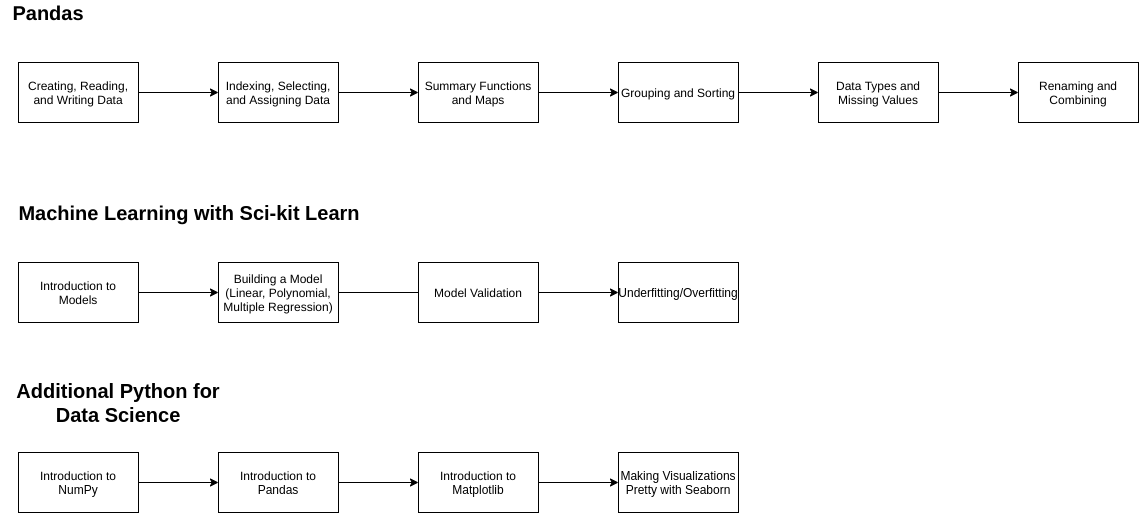 Pandas
Creating, Reading,
and Writing Data
Indexing, Selecting,
and Assigning Data
Summary Functions
and Maps
Grouping and Sorting
Data Types and
Missing Values
Renaming and
Combining
Machine Learning with Sci-kit Learn
Introduction to
Models
Building a Model
(Linear, Polynomial,
Multiple Regression)
Model Validation
Underfitting/Overfitting
Additional Python for
Data Science
Introduction to
NumPy
Introduction to
Pandas
Introduction to
Matplotlib
Making Visualizations
Pretty with Seaborn